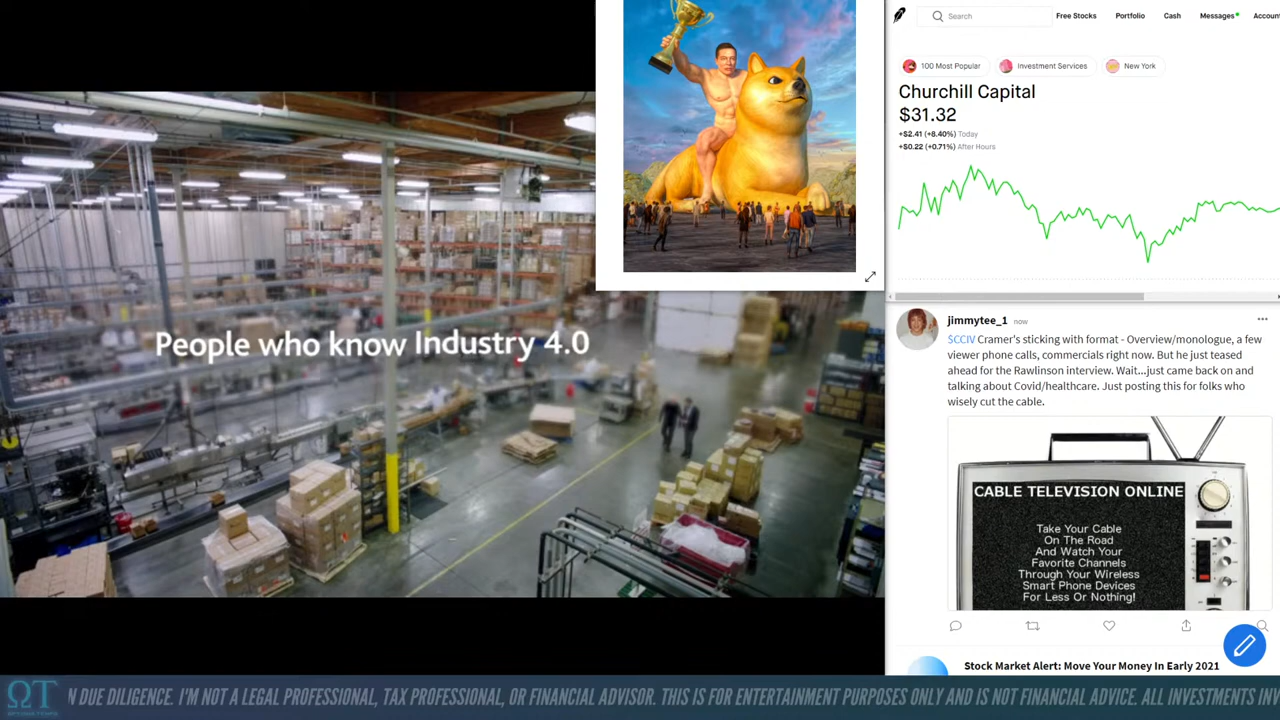 People who know Industry 4.0
Search
Free Stocks
Portfolio
Cash
Messages
Accoun
100 Most Popular
Investment Services
New York
Churchill Capital
$31.32
+$2.41 (+8.40%) Today
+$0.22 (+0.71%) After Hours
jimmytee_1 now
$CCIV Cramer's sticking with format - Overview/monologue, a few
viewer phone calls, commercials right now. But he just teased
ahead for the Rawlinson interview. Wait...just came back on and
talking about Covid/healthcare. Just posting this for folks who
wisely cut the cable.
CABLE TELEVISION ONLINE
Take Your Cable
On The Road
And Watch Your
Favorite Channels
Through Your Wireless
Smart Phone Devices
For Less Or Nothing!
Stock Market Alert: Move Your Money In Early 2021
ΩT
N DUE DILIGENCE. I'M NOT A LEGAL PROFESSIONAL, TAX PROFESSIONAL, OR FINANCIAL ADVISOR. THIS IS FOR ENTERTAINMENT PURPOSES ONLY AND IS NOT FINANCIAL ADVICE. ALL INVESTMENTS INV